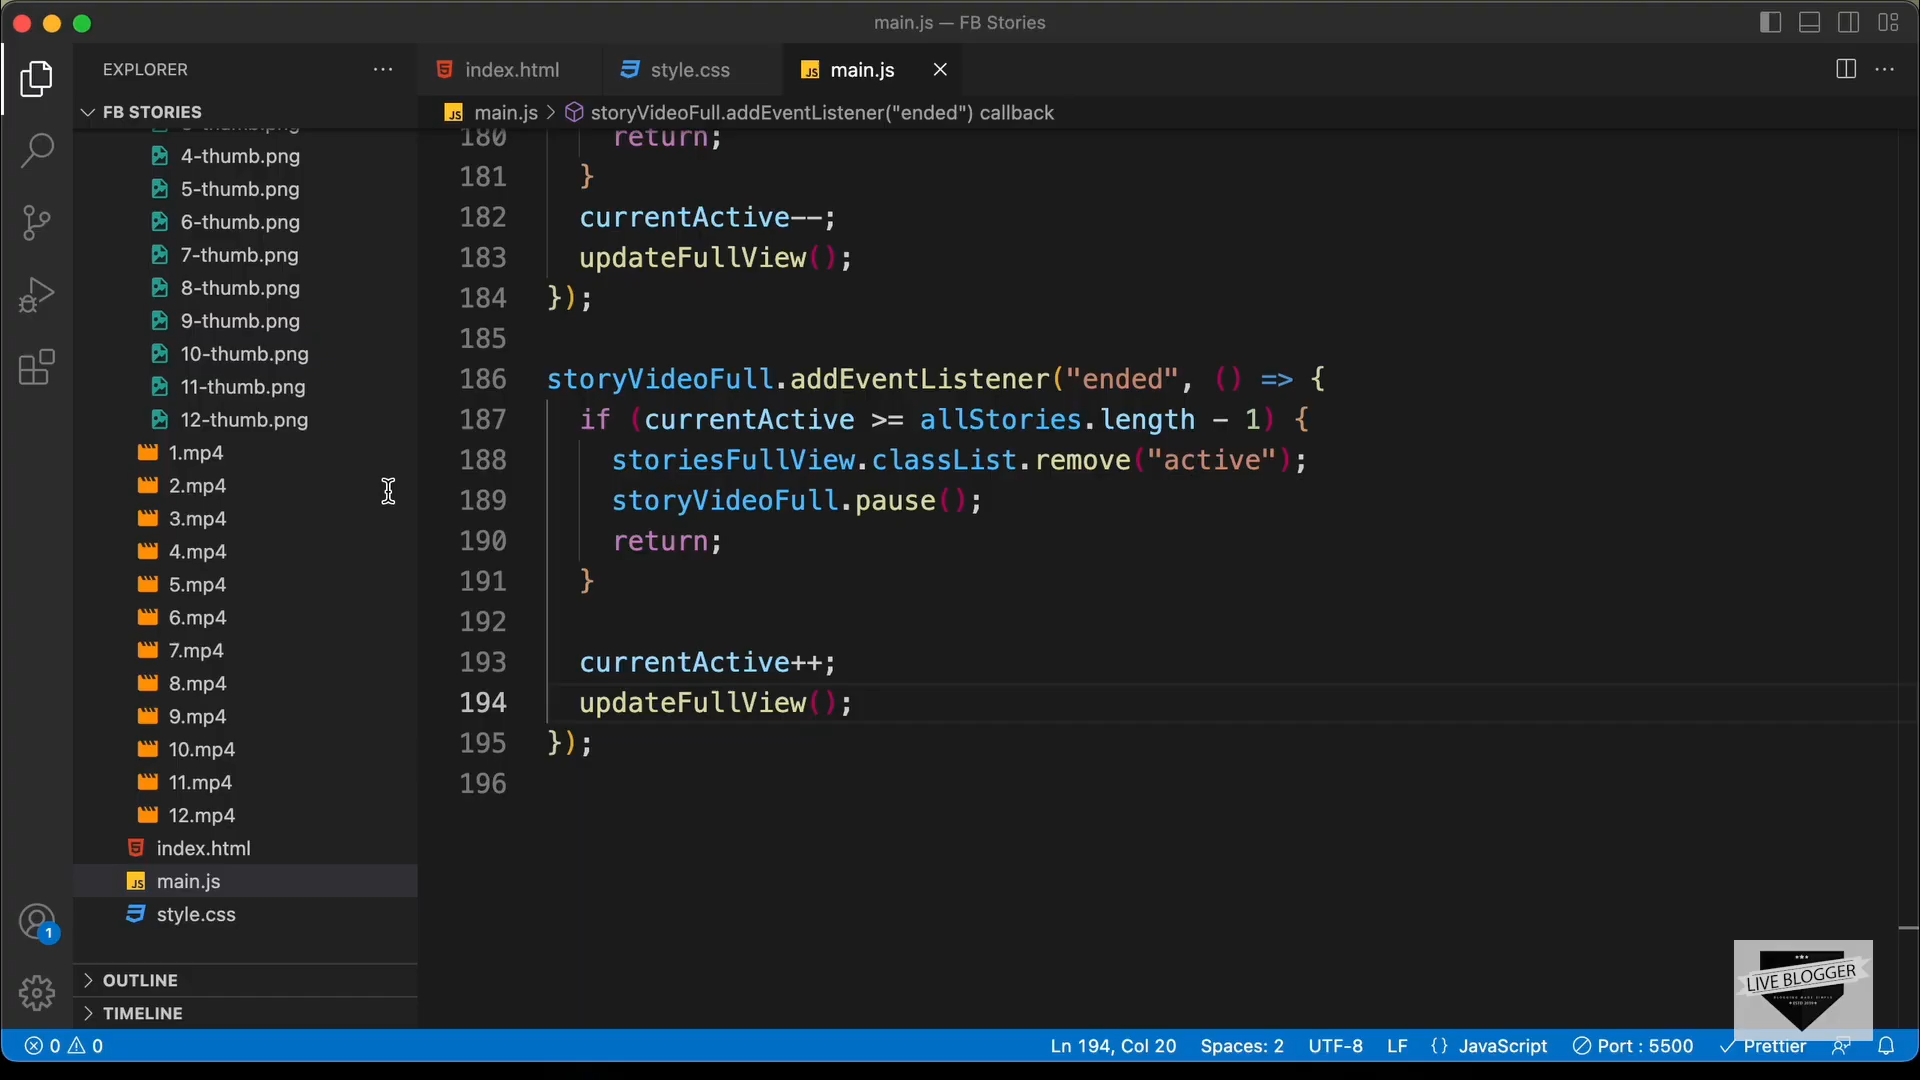 main.js — FB Stories
EXPLORER
index.html
style.css
main.js
FB STORIES
main.js > storyVideoFull.addEventListener("ended") callback
4-thumb.png
5-thumb.png
6-thumb.png
7-thumb.png
8-thumb.png
9-thumb.png
10-thumb.png
11-thumb.png
12-thumb.png
1.mp4
2.mp4
3.mp4
4.mp4
5.mp4
6.mp4
7.mp4
8.mp4
9.mp4
10.mp4
11.mp4
12.mp4
index.html
main.js
style.css
OUTLINE
TIMELINE
180 return;
181 }
182 currentActive--;
183 updateFullView();
184 });
185
186 storyVideoFull.addEventListener("ended", () => {
187 if (currentActive >= allStories.length - 1) {
188 storiesFullView.classList.remove("active");
189 storyVideoFull.pause();
190 return;
191 }
192
193 currentActive++;
194 updateFullView();
195 });
196
1
LIVE BLOGGER
0 0
Ln 194, Col 20 Spaces: 2 UTF-8 LF {} JavaScript Port : 5500 Prettier